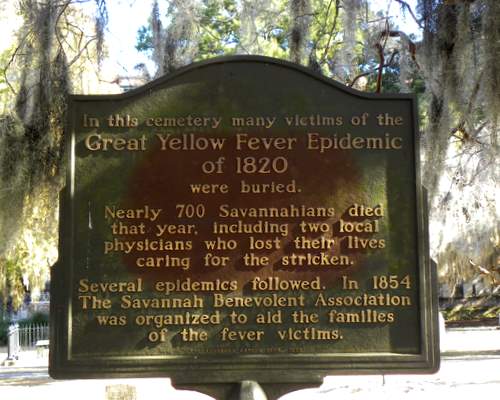 In this cemetery many victims of the
Great Yellow Fever Epidemic
of 1820
were buried.
Nearly 700 Savannahians died
that year, including two local
physicians who lost their lives
caring for the stricken.
Several epidemics followed. In 1854
The Savannah Benevolent Association
was organized to aid the families
of the fever victims.